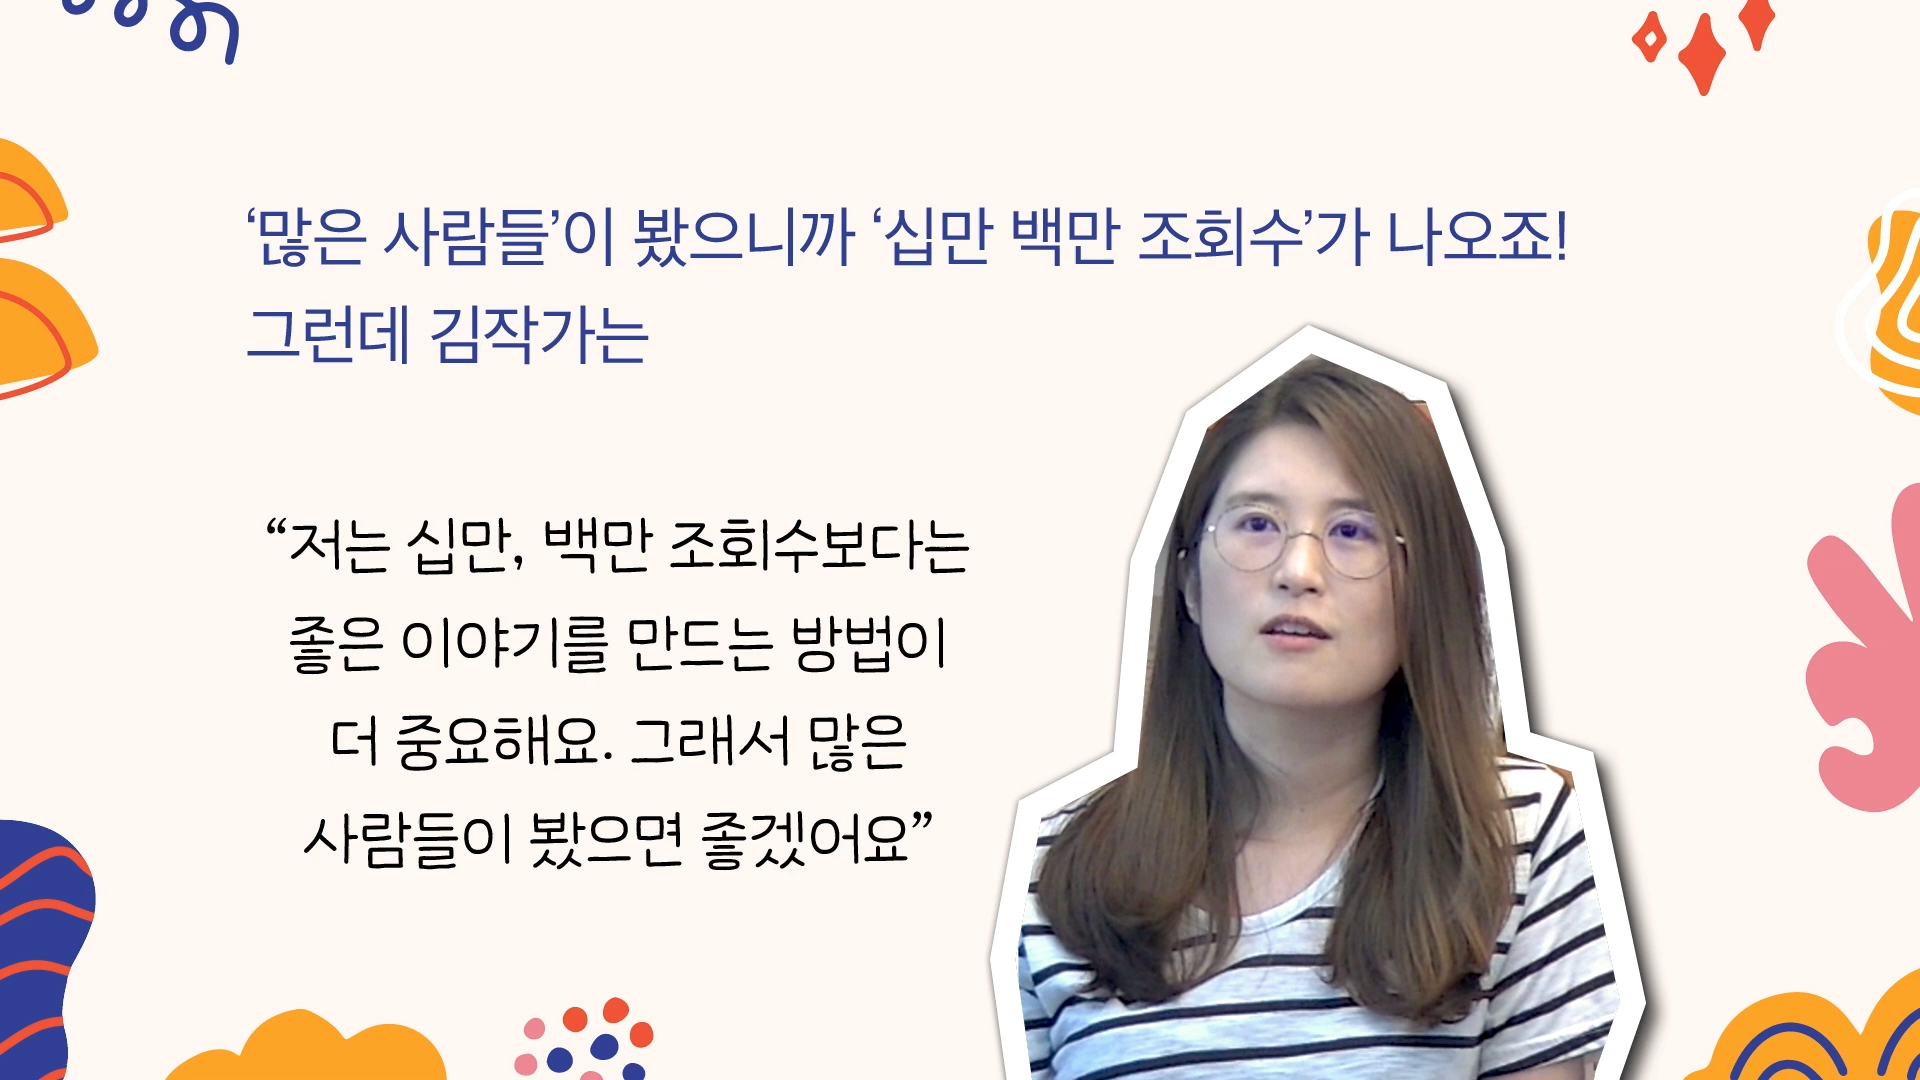 ‘많은 사람들’이 봤으니까 ‘십만 백만 조회수’가 나오죠!
그런데 김작가는
“저는 십만, 백만 조회수보다는
좋은 이야기를 만드는 방법이
더 중요해요. 그래서 많은
사람들이 봤으면 좋겠어요”